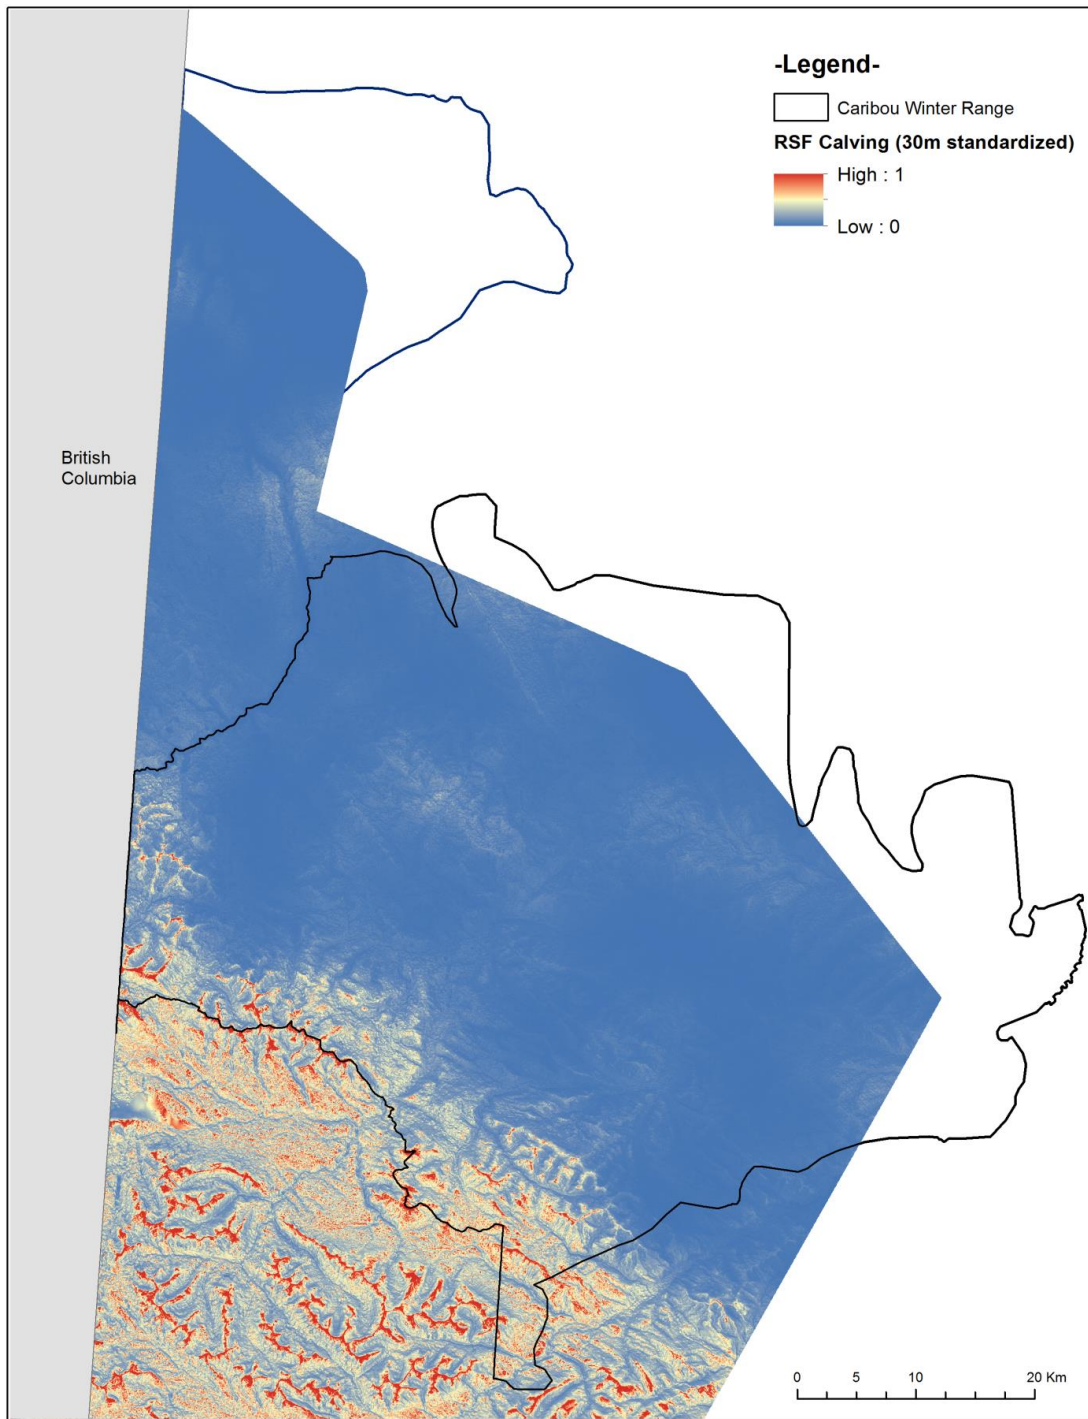 -Legend-
Caribou Winter Range
RSF Calving (30m standardized)
High : 1
Low : 0
British
Columbia
0 5 10 20 Km